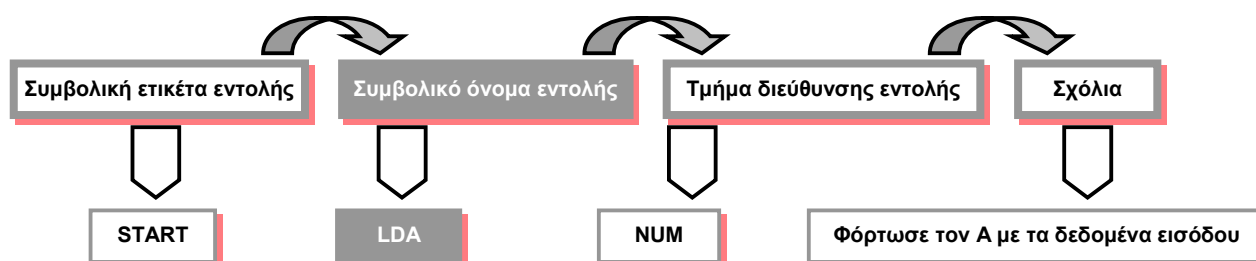 Συμβολική ετικέτα εντολής
Συμβολικό όνομα εντολής
Τμήμα διεύθυνσης εντολής
Σχόλια
START
LDA
NUM
Φόρτωσε τον Α με τα δεδομένα εισόδου